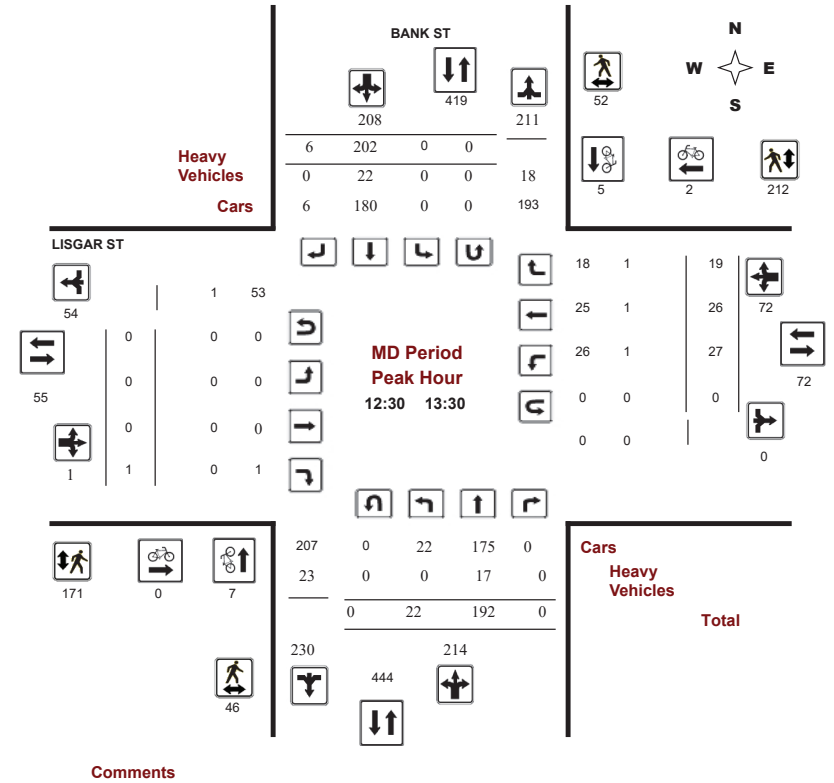 BANK ST
N
W E
S
419
52
208 211
6 202 0 0
Heavy
Vehicles
0 22 0 0 18
Cars 6 180 0 0 193
5 2 212
LISGAR ST
54 1 53
18 1 19
72
0 0 0
25 1 26
55
MD Period
Peak Hour
12:30 13:30
0 0 0
26 1 27
72
0 0 0
0 0 0
1
1 0 1
0 0
0
207 0 22 175 0 Cars
23 0 0 17 0 Heavy
Vehicles
171 0 7
0 22 192 0 Total
230 214
444
46
Comments